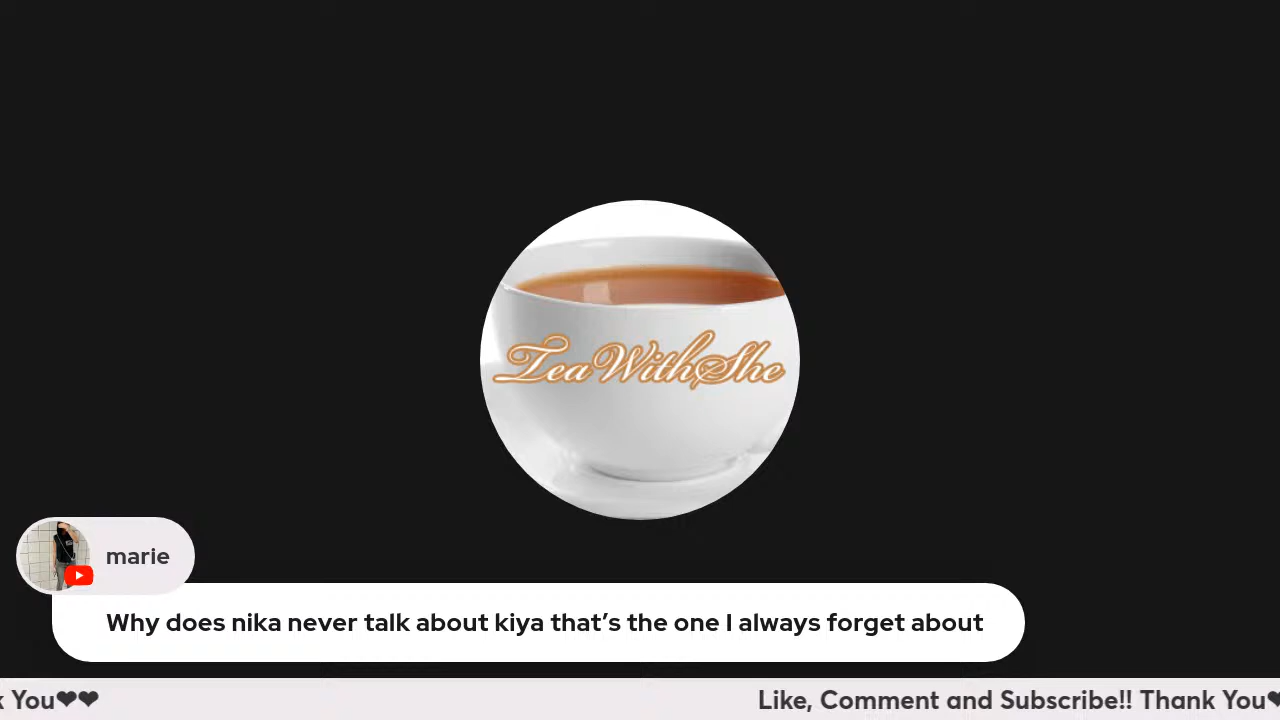 TeaWithShe
marie
Why does nika never talk about kiya that’s the one I always forget about
You❤❤
Like, Comment and Subscribe!! Thank You❤